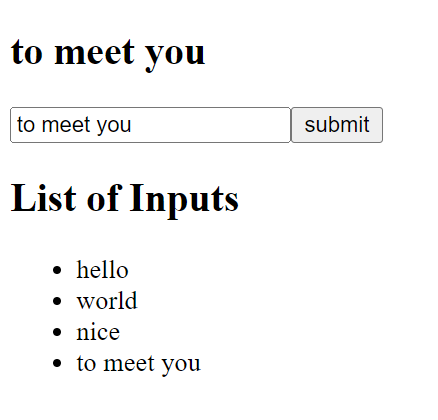 to meet you
to meet you submit
List of Inputs
hello
world
nice
to meet you